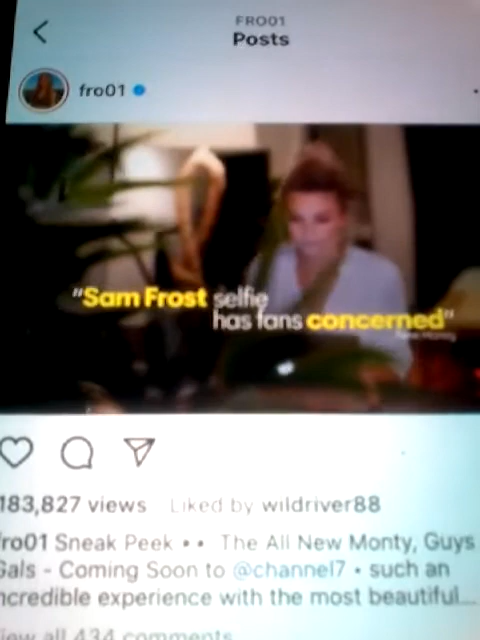 FRO01
Posts
fro01
"Sam Frost selfie
has fans concerned"
183,827 views Liked by wildriver88
fro01 Sneak Peek •• The All New Monty, Guys
Gals - Coming Soon to @channel7 • such an
ncredible experience with the most beautiful...
view all 434 comments